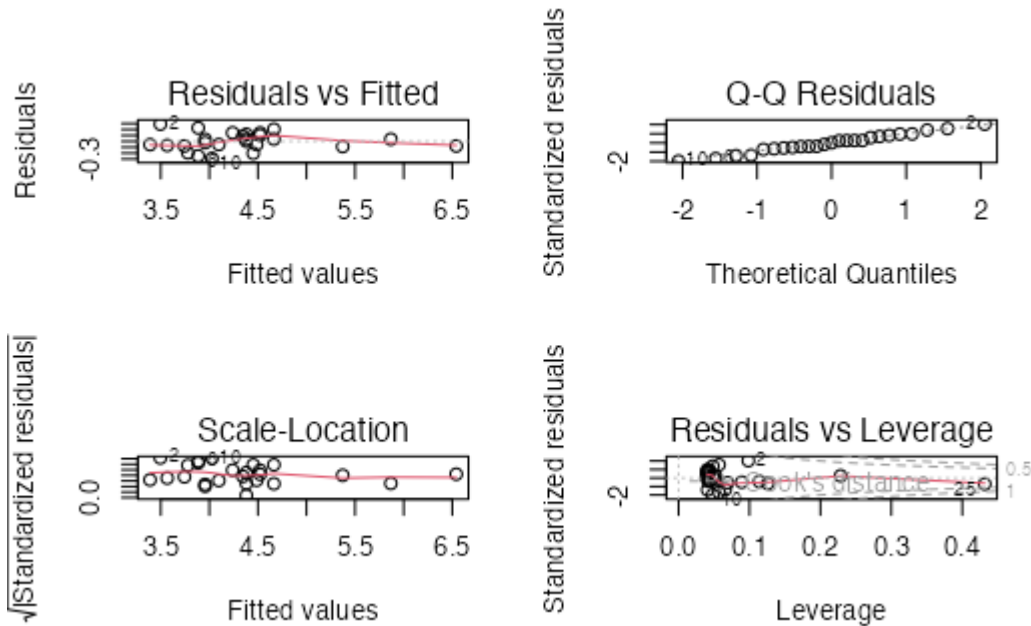 Residuals vs Fitted
Residuals
-0.3
2
10
3.5 4.5 5.5 6.5
Fitted values
Q-Q Residuals
Standardized residuals
-2
10
2
-2 -1 0 1 2
Theoretical Quantiles
Scale-Location
√|Standardized residuals|
0.0
2
10
3.5 4.5 5.5 6.5
Fitted values
Residuals vs Leverage
Standardized residuals
-2
2
Cook's distance
25
0.5
1
0.0 0.1 0.2 0.3 0.4
Leverage